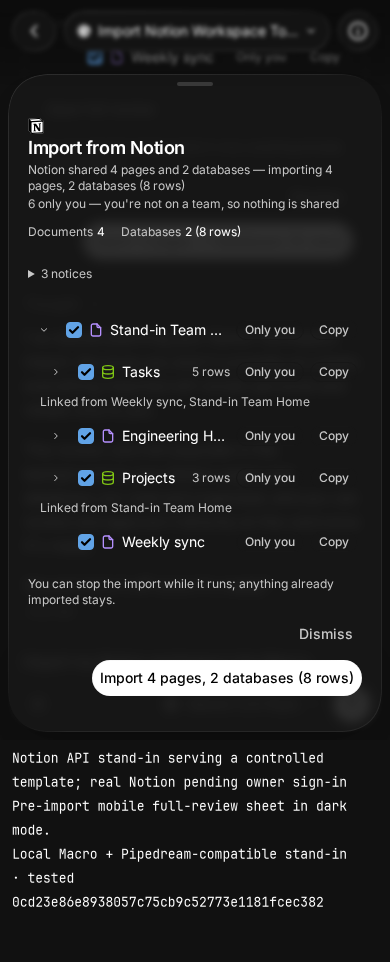 Import Notion Workspace To...
Weekly sync Only you Copy
Import from Notion
Notion shared 4 pages and 2 databases — importing 4
pages, 2 databases (8 rows)
6 only you — you're not on a team, so nothing is shared
Documents 4 Databases 2 (8 rows)
3 notices
Stand-in Team ... Only you Copy
Tasks 5 rows Only you Copy
Linked from Weekly sync, Stand-in Team Home
Engineering H... Only you Copy
Projects 3 rows Only you Copy
Linked from Stand-in Team Home
Weekly sync Only you Copy
You can stop the import while it runs; anything already
imported stays.
Dismiss
Import 4 pages, 2 databases (8 rows)
Notion API stand-in serving a controlled
template; real Notion pending owner sign-in
Pre-import mobile full-review sheet in dark
mode.
Local Macro + Pipedream-compatible stand-in
· tested
0cd23e86e8938057c75cb9c52773e1181fcec382